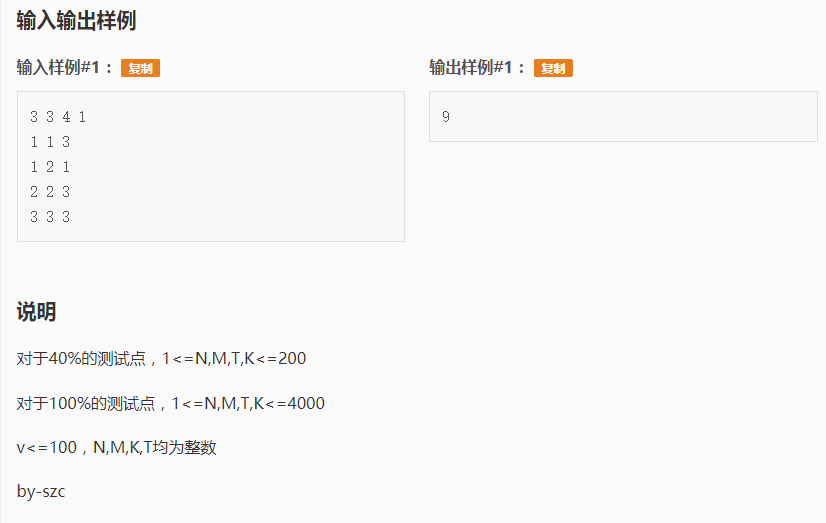 输入输出样例
输入样例#1： 复制
3 3 4 1
1 1 3
1 2 1
2 2 3
3 3 3
输出样例#1： 复制
9
说明
对于40%的测试点，1<=N,M,T,K<=200
对于100%的测试点，1<=N,M,T,K<=4000
v<=100，N,M,K,T均为整数
by-szc